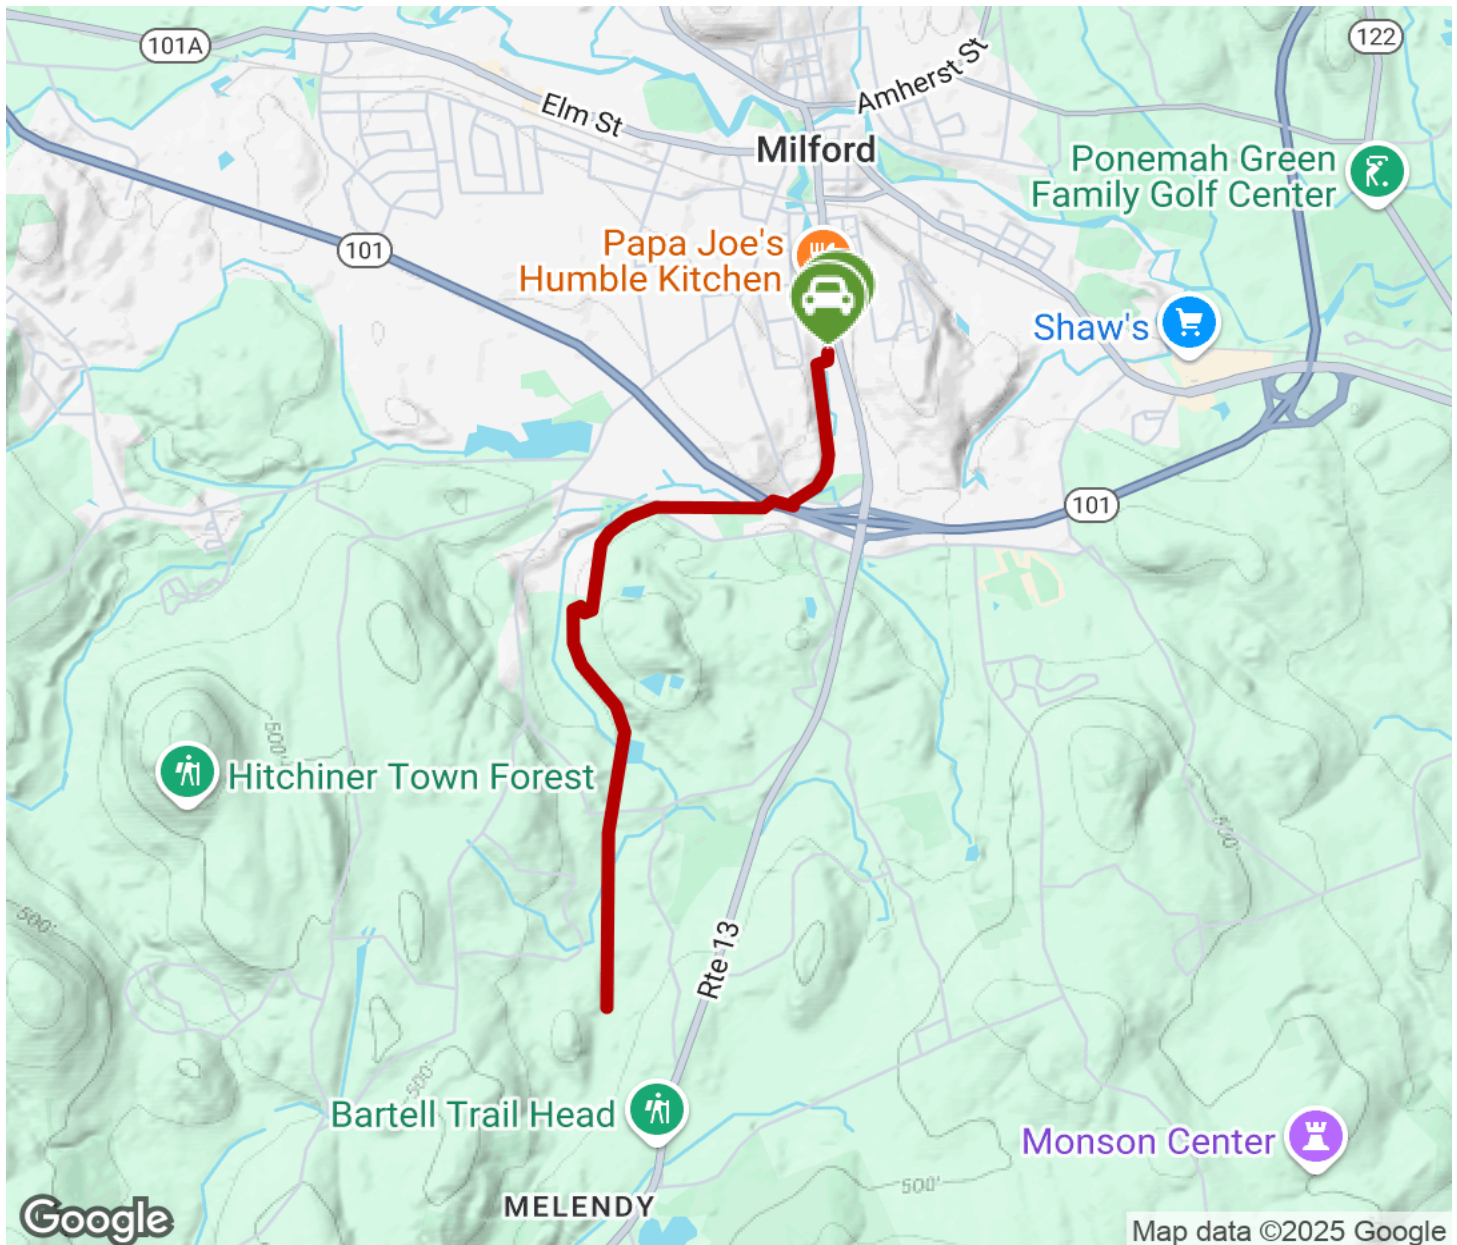 101A
122
Amherst St
Elm St
Milford
Ponemah Green
Family Golf Center
101
Papa Joe's
Humble Kitchen
Shaw's
101
500'
Hitchiner Town Forest
500'
500'
Rte 13
500'
Bartell Trail Head
Monson Center
500'
MELENDY
Google
Map data ©2025 Google